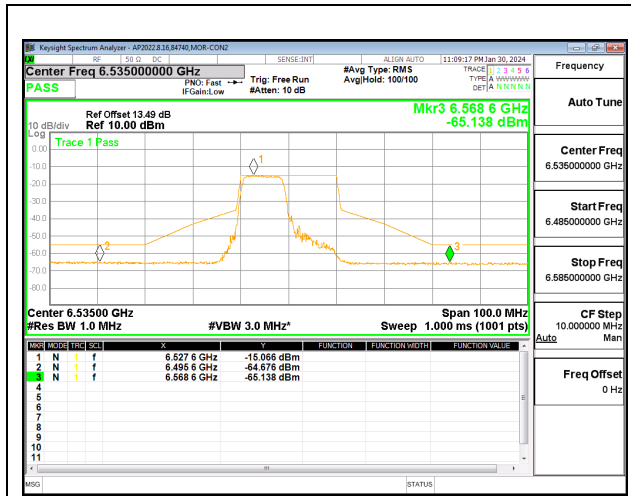 Keysight Spectrum Analyzer - AP2022.8.16,84740,MOR-CON2
RF 50 Ω DC SENSE:INT ALIGN AUTO 11:09:17 PM Jan 30, 2024
Center Freq 6.535000000 GHz
PNO: Fast
IFGain:Low
Trig: Free Run
#Atten: 10 dB
#Avg Type: RMS
Avg|Hold: 100/100
TRACE 1 2 3 4 5 6
TYPE A WWWWW
DET A N N N N N
PASS
Ref Offset 13.49 dB
Ref 10.00 dBm
10 dB/div
Log
Mkr3 6.568 6 GHz
-65.138 dBm
Trace 1 Pass
0.00
-10.0
-20.0
-30.0
-40.0
-50.0
-60.0
-70.0
-80.0
1
2
3
Center 6.53500 GHz
#Res BW 1.0 MHz
#VBW 3.0 MHz*
Span 100.0 MHz
Sweep 1.000 ms (1001 pts)
MKR MODE TRC SCL X Y FUNCTION FUNCTION WIDTH FUNCTION VALUE
1 N 1 f 6.527 6 GHz -15.066 dBm
2 N 1 f 6.495 6 GHz -64.676 dBm
3 N 1 f 6.568 6 GHz -65.138 dBm
4
5
6
7
8
9
10
11
MSG
STATUS
Frequency
Auto Tune
Center Freq
6.535000000 GHz
Start Freq
6.485000000 GHz
Stop Freq
6.585000000 GHz
CF Step
10.000000 MHz
Auto Man
Freq Offset
0 Hz